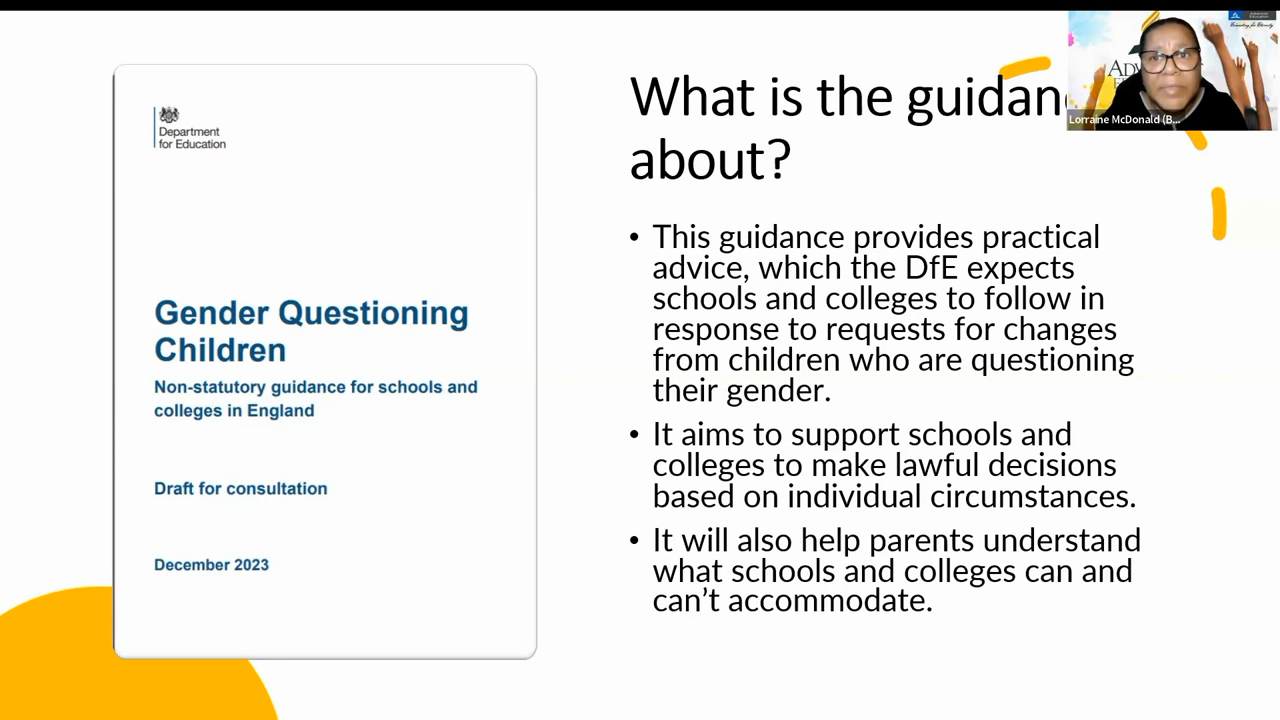 Department
for Education
Gender Questioning
Children
Non-statutory guidance for schools and
colleges in England
Draft for consultation
December 2023
What is the
about?
• This guidance provides practical
advice, which the DfE expects
schools and colleges to follow in
response to requests for changes
from children who are questioning
their gender.
• It aims to support schools and
colleges to make lawful decisions
based on individual circumstances.
• It will also help parents understand
what schools and colleges can and
can’t accommodate.
Lorraine McDonald (B...